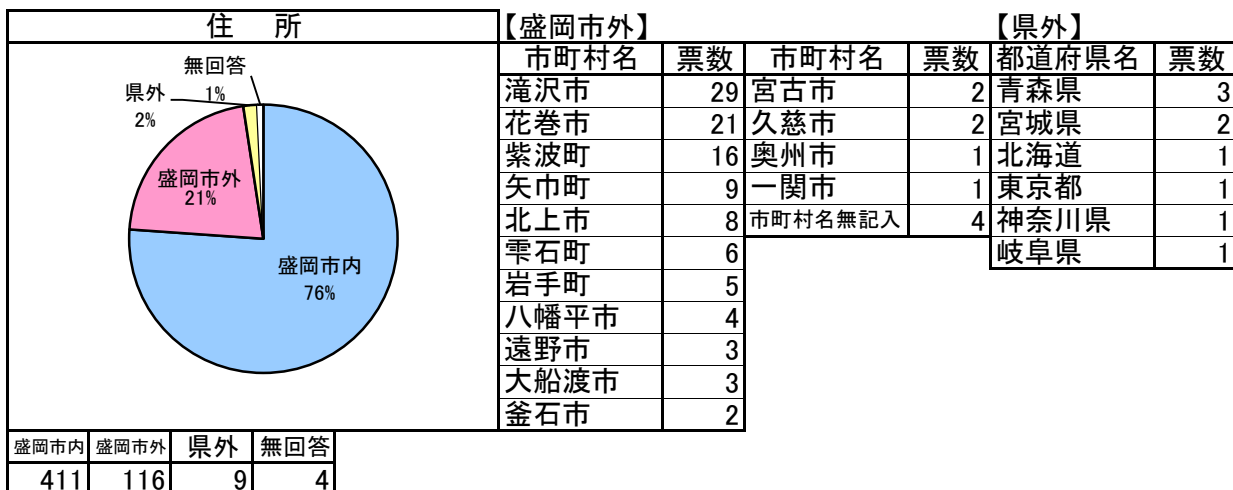 住 所 【盛岡市外】 【県外】
市町村名 票数 市町村名 票数 都道府県名 票数
無回答
1%
県外
2%
盛岡市外
21%
盛岡市内
76%
滝沢市 29 宮古市 2 青森県 3
花巻市 21 久慈市 2 宮城県 2
紫波町 16 奥州市 1 北海道 1
矢巾町 9 一関市 1 東京都 1
北上市 8 市町村名無記入 4 神奈川県 1
雫石町 6 岐阜県 1
岩手町 5
八幡平市 4
遠野市 3
大船渡市 3
釜石市 2
盛岡市内 盛岡市外 県外 無回答
411 116 9 4